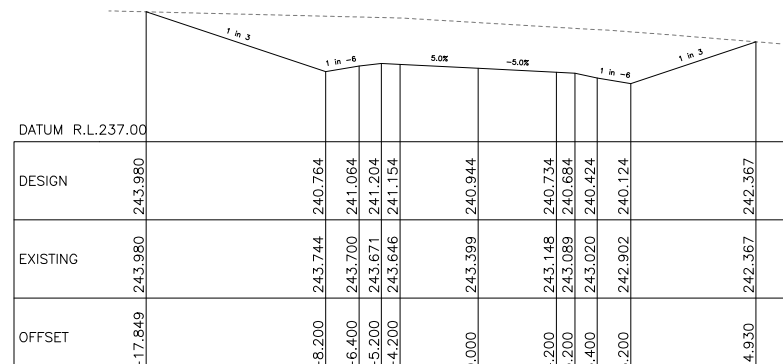 1 in 3
1 in -6
5.0%
-5.0%
1 in -6
1 in 3
DATUM R.L.237.00
DESIGN 243.980 240.764 241.064 241.204 241.154 240.944 240.734 240.684 240.424 240.124 242.367
EXISTING 243.980 243.744 243.700 243.671 243.646 243.399 243.148 243.089 243.020 242.902 242.367
OFFSET -17.849 -8.200 -6.400 -5.200 -4.200 .000 .200 .200 .400 .200 4.930